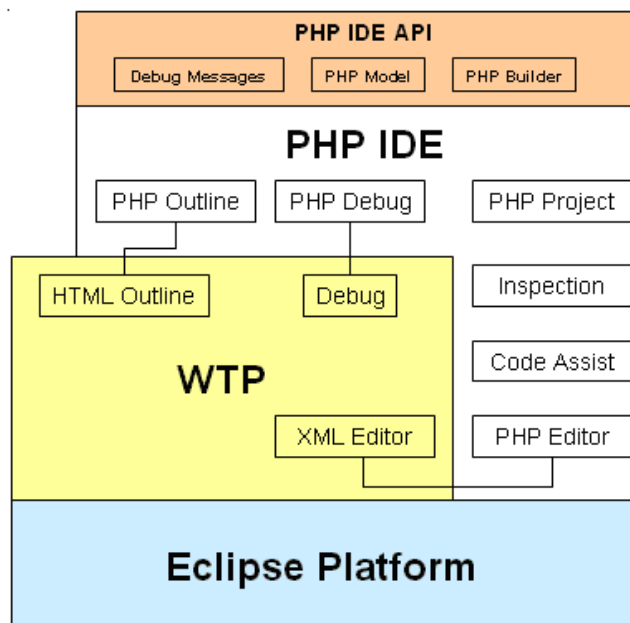 PHP IDE API
Debug Messages
PHP Model
PHP Builder
PHP IDE
PHP Outline
PHP Debug
PHP Project
HTML Outline
Debug
Inspection
WTP
Code Assist
XML Editor
PHP Editor
Eclipse Platform